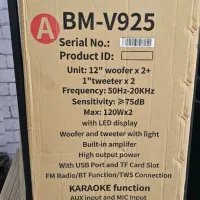 A BM-V925
Serial No.:
Product ID:
Unit: 12" woofer x 2+
1"tweeter x 2
Frequency: 50Hz-20KHz
Sensitivity: ≥75dB
Max: 120Wx2
with LED display
Woofer and tweeter with light
Built-in amplifer
High output power
With USB Port and TF Card Slot
FM Radio/BT Function/TWS Connection
KARAOKE function
AUX input and MIC Input